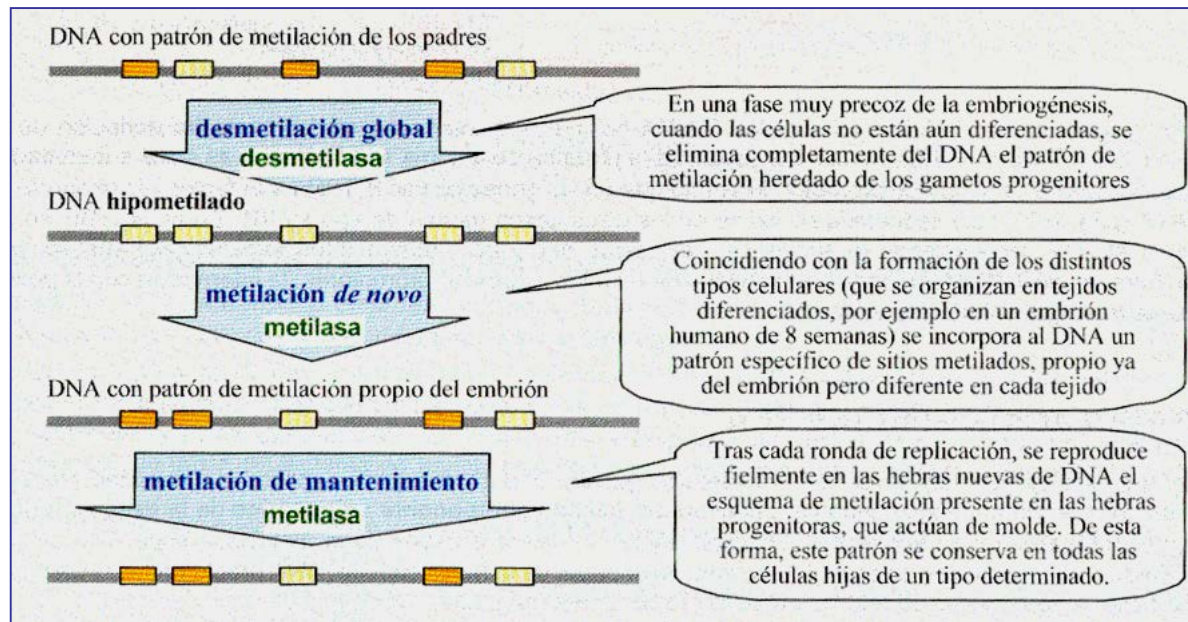 DNA con patrón de metilación de los padres
desmetilación global
desmetilasa
En una fase muy precoz de la embriogénesis,
cuando las células no están aún diferenciadas, se
elimina completamente del DNA el patrón de
metilación heredado de los gametos progenitores
DNA hipometilado
metilación de novo
metilasa
Coincidiendo con la formación de los distintos
tipos celulares (que se organizan en tejidos
diferenciados, por ejemplo en un embrión
humano de 8 semanas) se incorpora al DNA un
patrón específico de sitios metilados, propio ya
del embrión pero diferente en cada tejido
DNA con patrón de metilación propio del embrión
metilación de mantenimiento
metilasa
Tras cada ronda de replicación, se reproduce
fielmente en las hebras nuevas de DNA el
esquema de metilación presente en las hebras
progenitoras, que actúan de molde. De esta
forma, este patrón se conserva en todas las
células hijas de un tipo determinado.